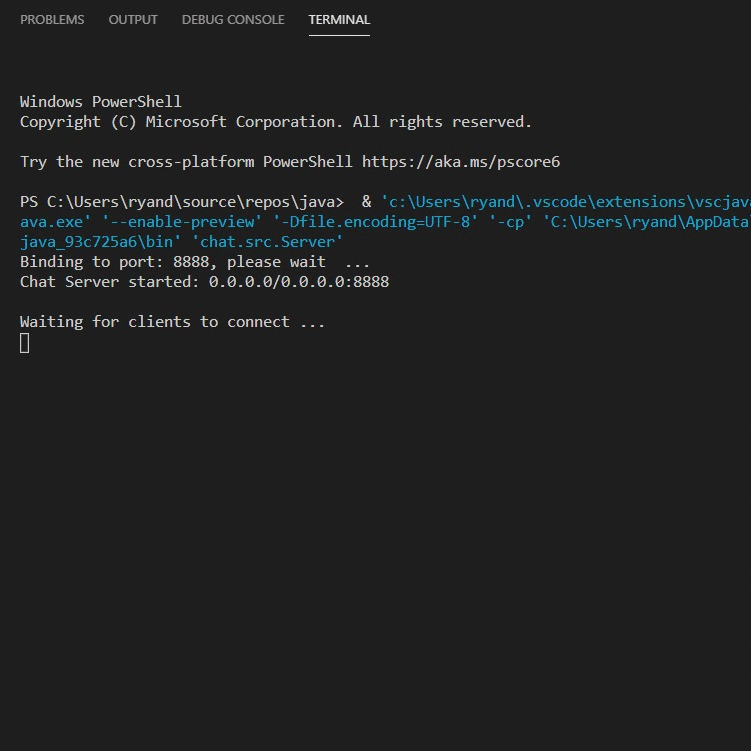 PROBLEMS OUTPUT DEBUG CONSOLE TERMINAL
Windows PowerShell
Copyright (C) Microsoft Corporation. All rights reserved.
Try the new cross-platform PowerShell https://aka.ms/pscore6
PS C:\Users\ryand\source\repos\java>  & 'c:\Users\ryand\.vscode\extensions\vscjava
ava.exe' '--enable-preview' '-Dfile.encoding=UTF-8' '-cp' 'C:\Users\ryand\AppData\
java_93c725a6\bin' 'chat.src.Server'
Binding to port: 8888, please wait  ...
Chat Server started: 0.0.0.0/0.0.0.0:8888
Waiting for clients to connect ...